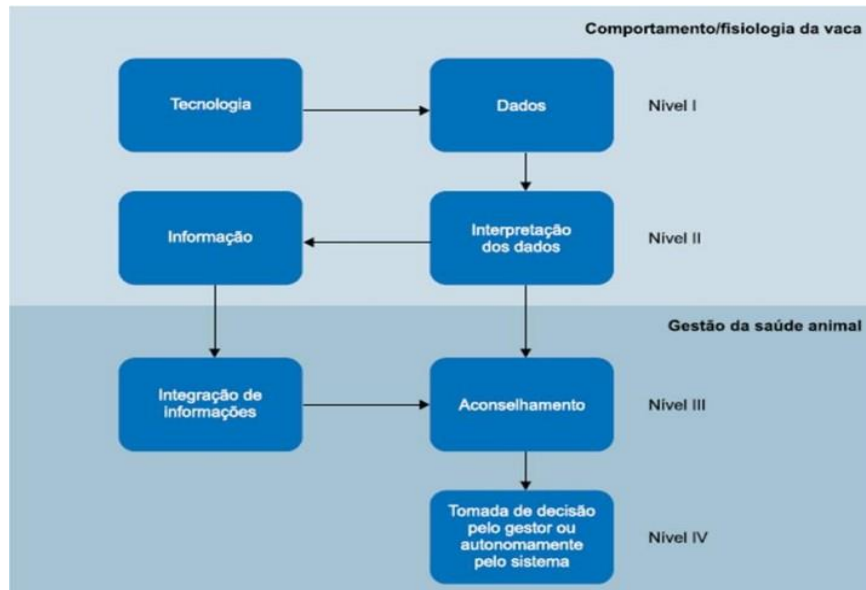 Comportamento/fisiologia da vaca
Tecnologia
Dados
Nível I
Informação
Interpretação
dos dados
Nível II
Gestão da saúde animal
Integração de
informações
Aconselhamento
Nível III
Tomada de decisão
pelo gestor ou
autonomamente
pelo sistema
Nível IV